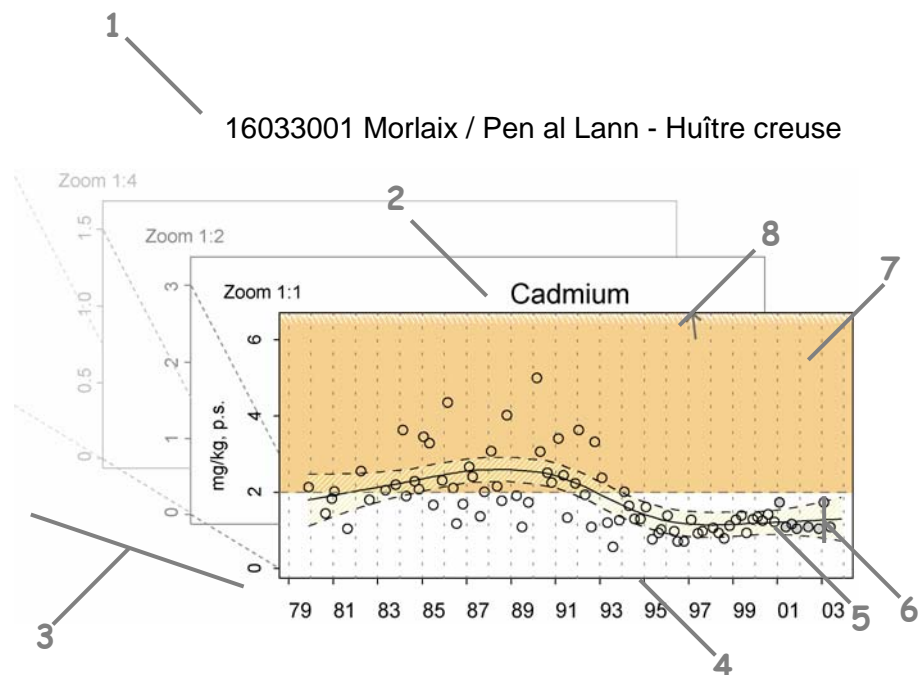 1
16033001 Morlaix / Pen al Lann - Huître creuse
Zoom 1:4
2
8
Zoom 1:2
7
Zoom 1:1
Cadmium
1.5
1.0
0.5
0
3
2
1
0
mg/kg, p.s.
6
4
2
0
79 81 83 85 87 89 91 93 95 97 99 01 03
3
4
5
6